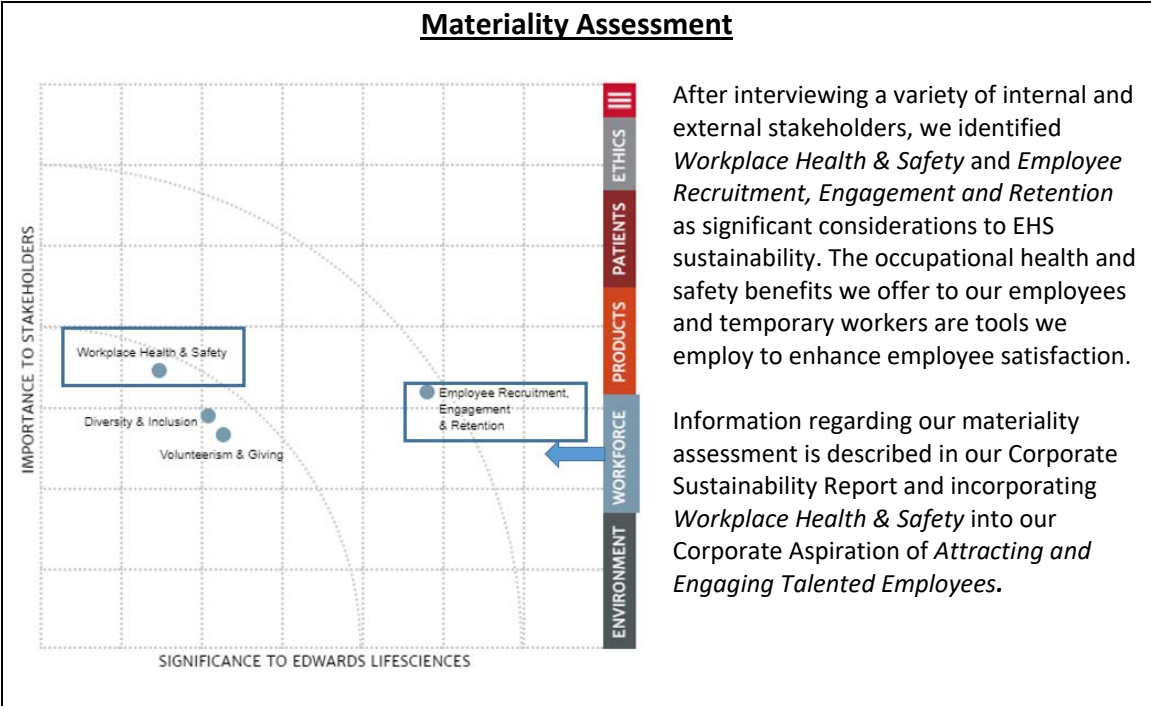 Materiality Assessment
IMPORTANCE TO STAKEHOLDERS
Workplace Health & Safety
Diversity & Inclusion
Volunteerism & Giving
Employee Recruitment,
Engagement
& Retention
SIGNIFICANCE TO EDWARDS LIFESCIENCES
ETHICS
PATIENTS
PRODUCTS
WORKFORCE
ENVIRONMENT
After interviewing a variety of internal and
external stakeholders, we identified
Workplace Health & Safety and Employee
Recruitment, Engagement and Retention
as significant considerations to EHS
sustainability. The occupational health and
safety benefits we offer to our employees
and temporary workers are tools we
employ to enhance employee satisfaction.
Information regarding our materiality
assessment is described in our Corporate
Sustainability Report and incorporating
Workplace Health & Safety into our
Corporate Aspiration of Attracting and
Engaging Talented Employees.